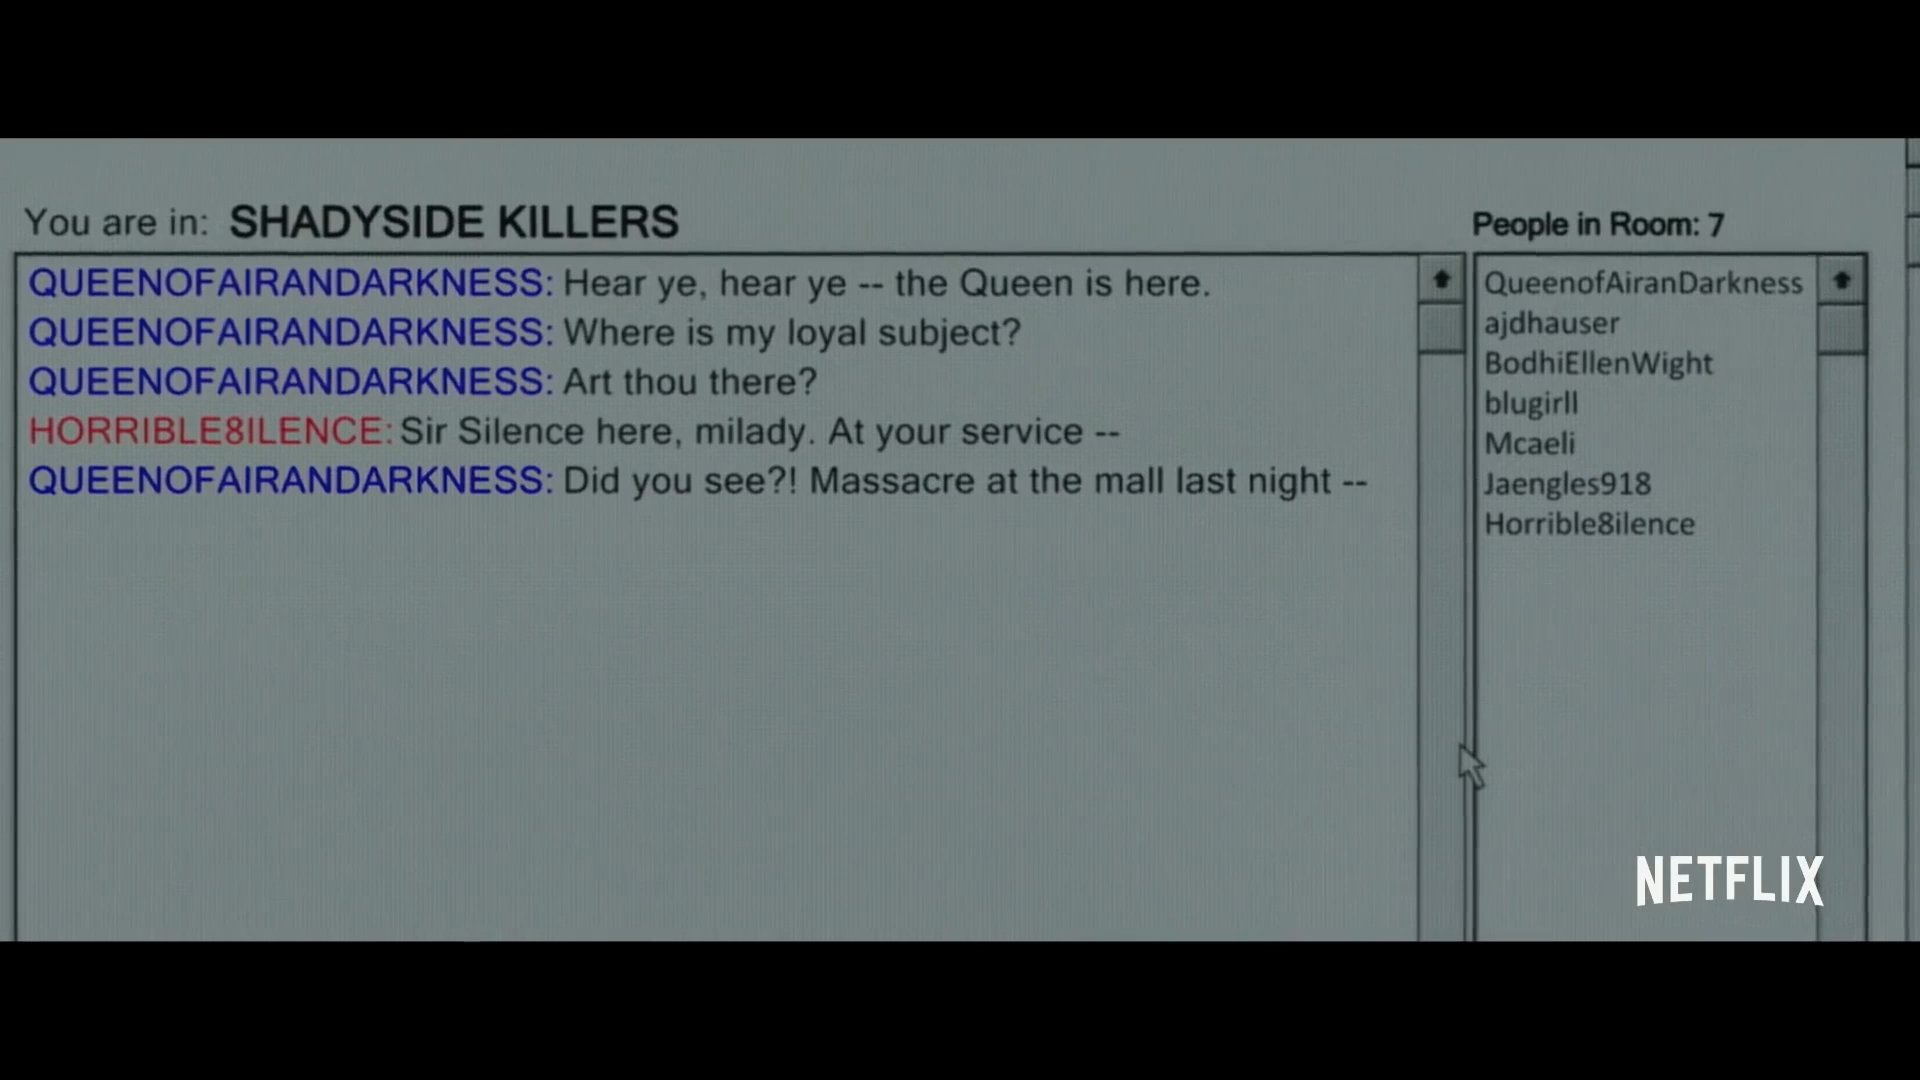 You are in: SHADYSIDE KILLERS
QUEENOFAIRANDARKNESS: Hear ye, hear ye -- the Queen is here.
QUEENOFAIRANDARKNESS: Where is my loyal subject?
QUEENOFAIRANDARKNESS: Art thou there?
HORRIBLE8ILENCE: Sir Silence here, milady. At your service --
QUEENOFAIRANDARKNESS: Did you see?! Massacre at the mall last night --
People in Room: 7
QueenofAiranDarkness
ajdhauser
BodhiEllenWight
blugirll
Mcaeli
Jaengles918
Horrible8ilence
NETFLIX